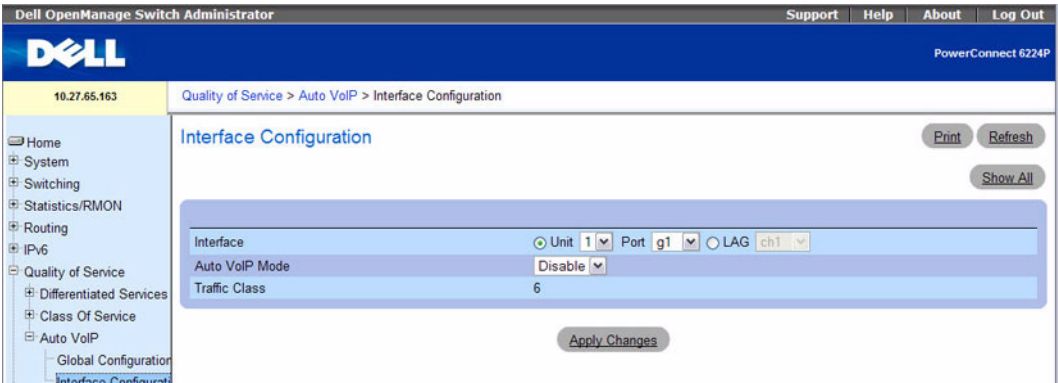 Dell OpenManage Switch Administrator
Support Help About Log Out
DELL
PowerConnect 6224P
10.27.65.163
Quality of Service > Auto VoIP > Interface Configuration
Home
System
Switching
Statistics/RMON
Routing
IPv6
Quality of Service
Differentiated Services
Class Of Service
Auto VoIP
Global Configuration
Interface Configurati
Interface Configuration
Print Refresh
Show All
Interface Unit 1 Port g1 LAG ch1
Auto VoIP Mode Disable
Traffic Class 6
Apply Changes